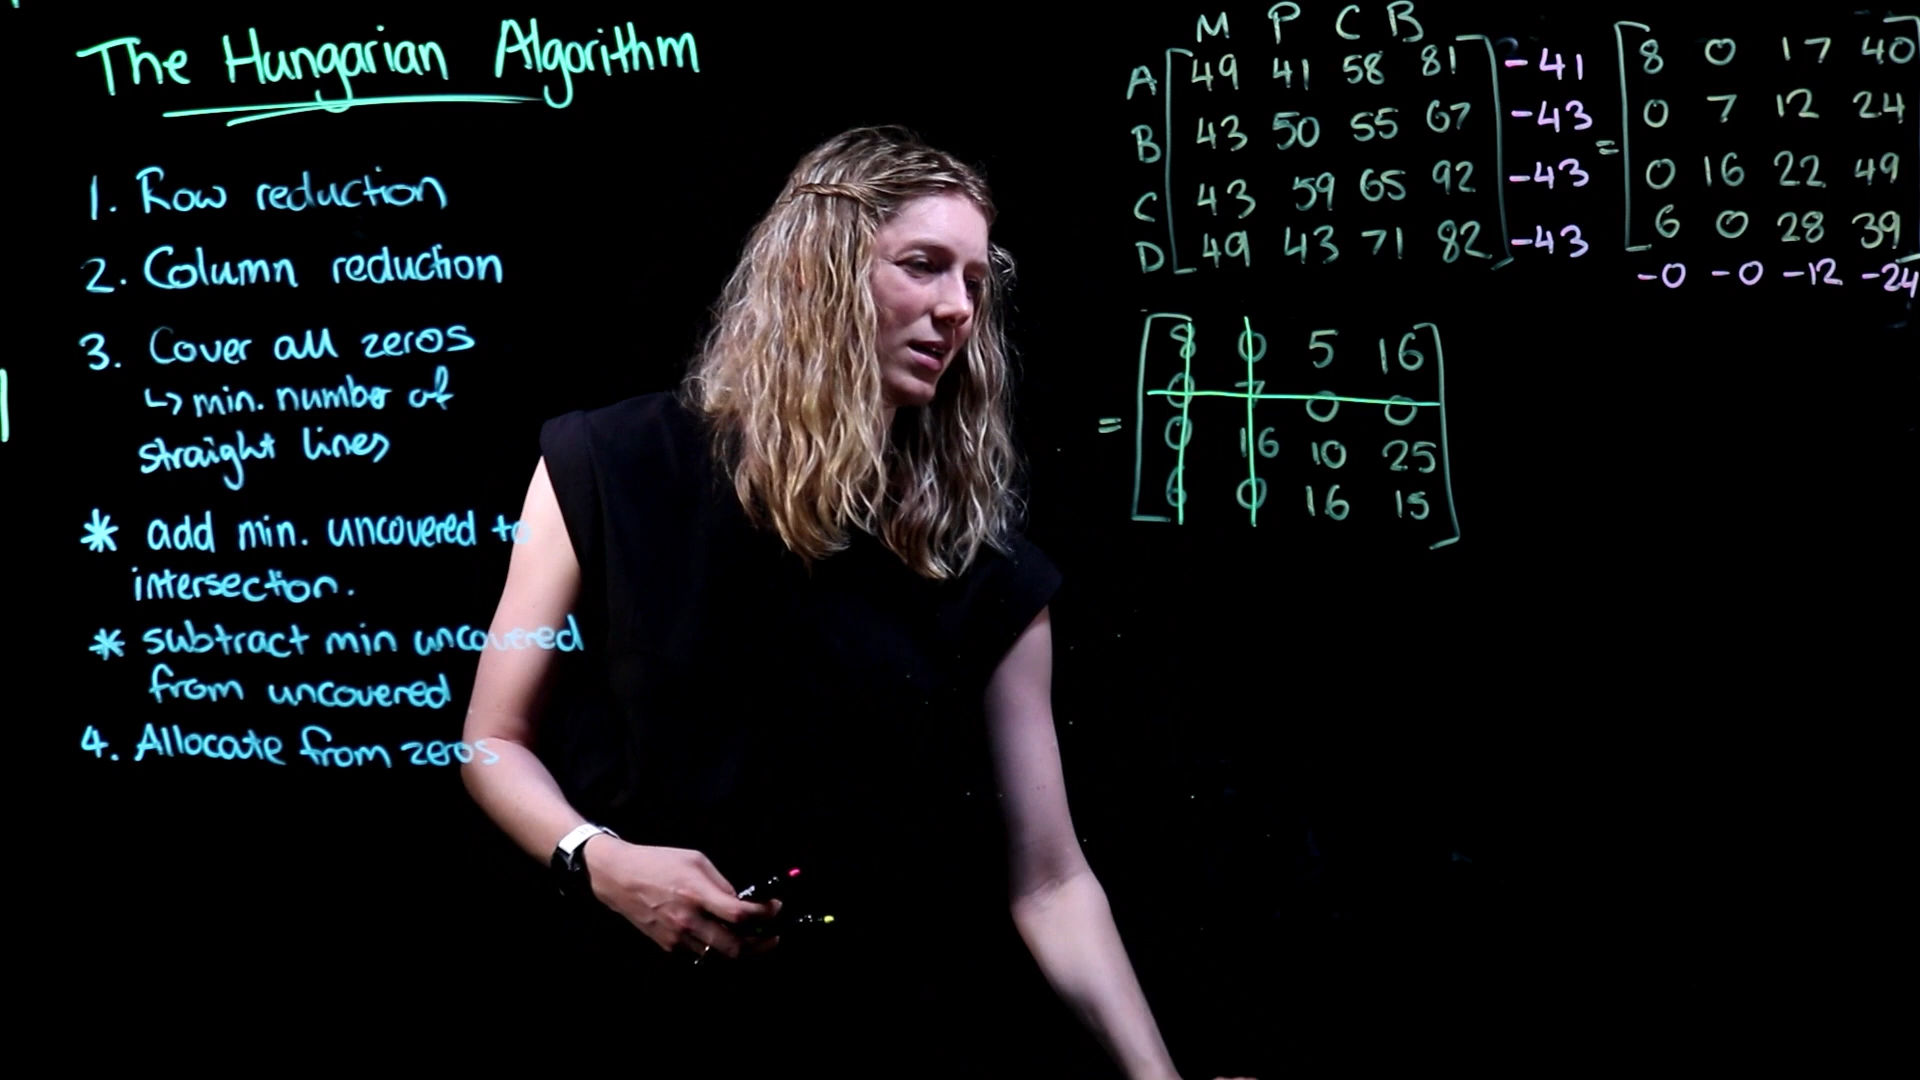 The Hungarian Algorithm
1. Row reduction
2. Column reduction
3. Cover all zeros
↳ min. number of
straight lines
* add min. uncovered to
intersection.
* subtract min uncovered
from uncovered
4. Allocate from zeros
M P C B
A 49 41 58 81 -41
B 43 50 55 67 -43
C 43 59 65 92 -43
D 49 43 71 82 -43
= 8 0 17 40
0 7 12 24
0 16 22 49
6 0 28 39
-0 -0 -12 -24
= 8 0 5 16
0 7 0 0
0 16 10 25
6 0 16 15